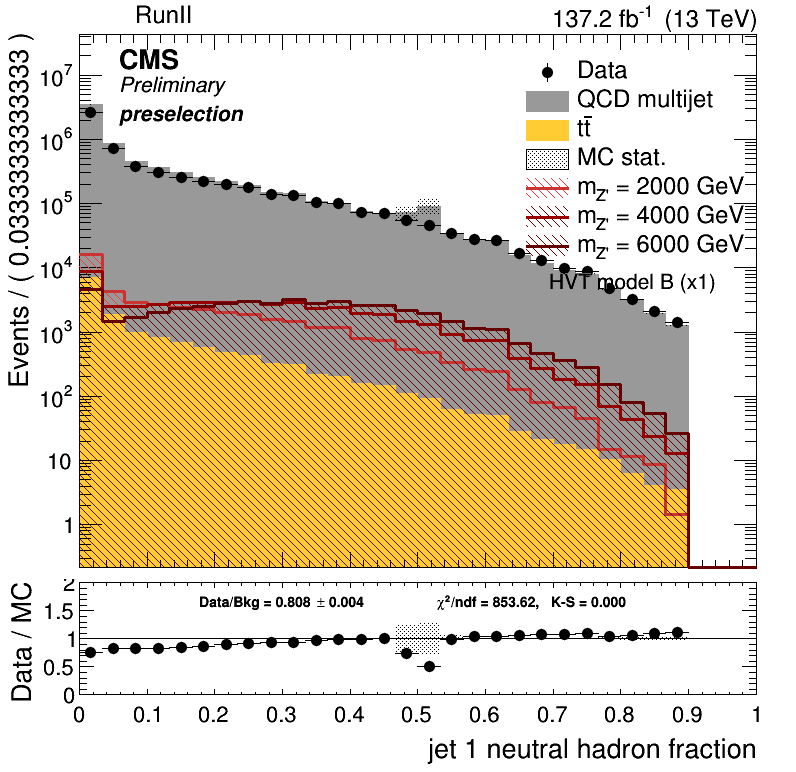 RunII
137.2 fb⁻¹ (13 TeV)
Events / ( 0.0333333333333 )
10⁷
10⁶
10⁵
10⁴
10³
10²
10
1
CMS
Preliminary
preselection
Data
QCD multijet
tt̄
MC stat.
m_Z' = 2000 GeV
m_Z' = 4000 GeV
m_Z' = 6000 GeV
HVT model B (x1)
Data / MC
2
1.5
1
0.5
0
Data/Bkg = 0.808 ± 0.004
χ²/ndf = 853.62, K-S = 0.000
0 0.1 0.2 0.3 0.4 0.5 0.6 0.7 0.8 0.9 1
jet 1 neutral hadron fraction